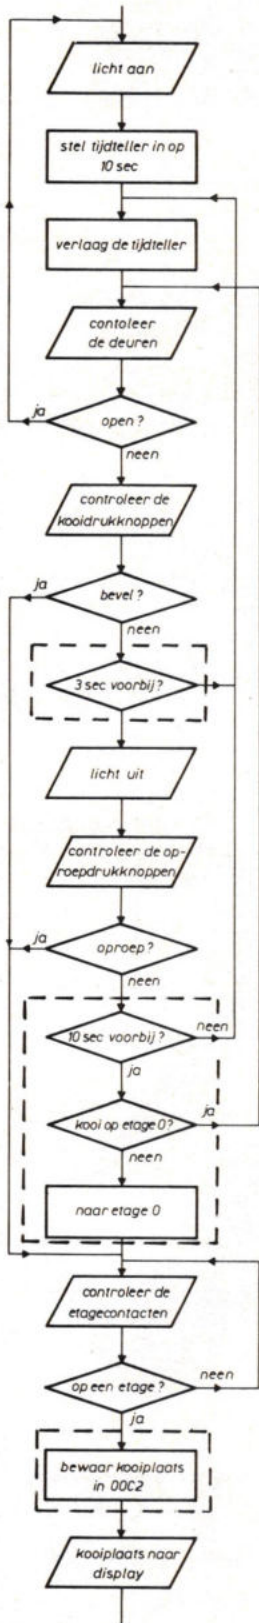 licht aan
stel tijdteller in op
10 sec
verlaag de tijdteller
contoleer
de deuren
ja
open?
neen
controleer de
kooidrukknoppen
ja
bevel?
neen
3 sec voorbij?
licht uit
controleer de op-
roepdrukknoppen
ja
oproep?
neen
10 sec voorbij?
neen
ja
kooi op etage 0?
ja
neen
naar etage 0
controleer de
etagecontacten
op een etage?
neen
ja
bewaar kooiplaats
in 00C2
kooiplaats naar
display